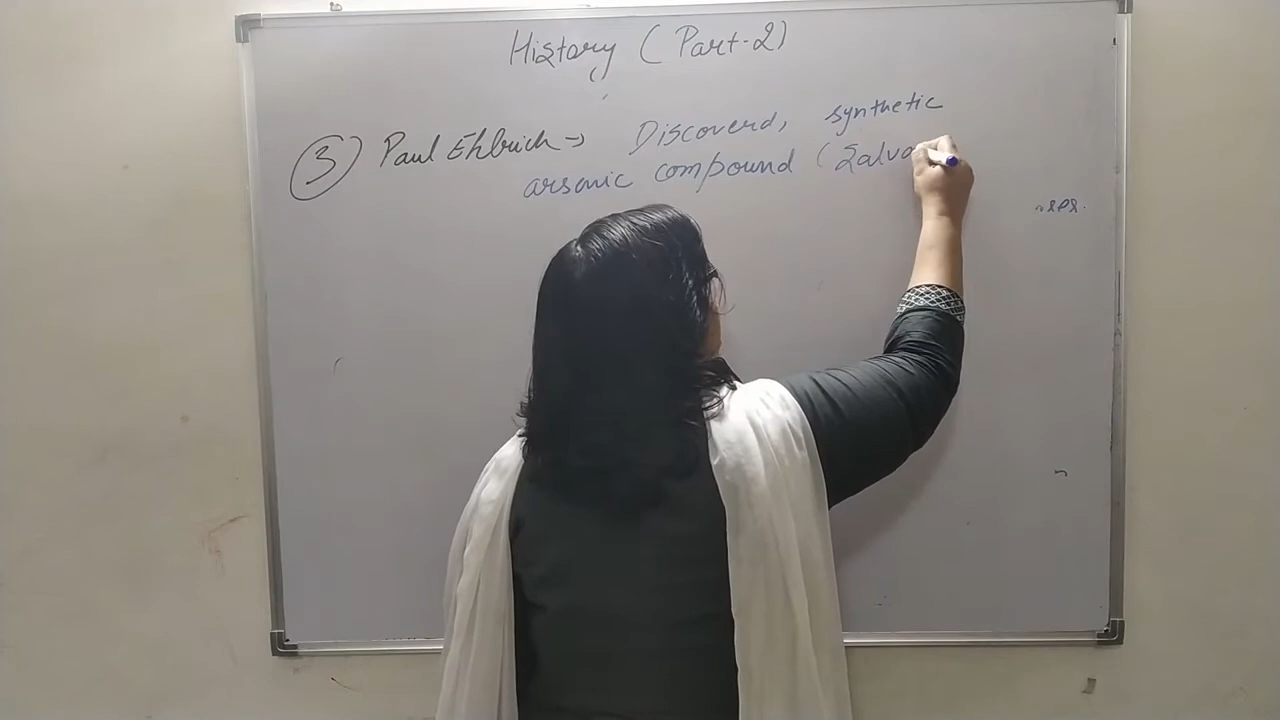 History (Part-2)
3 Paul Ehlrich → Discoverd, synthetic
arsenic compound (Salva